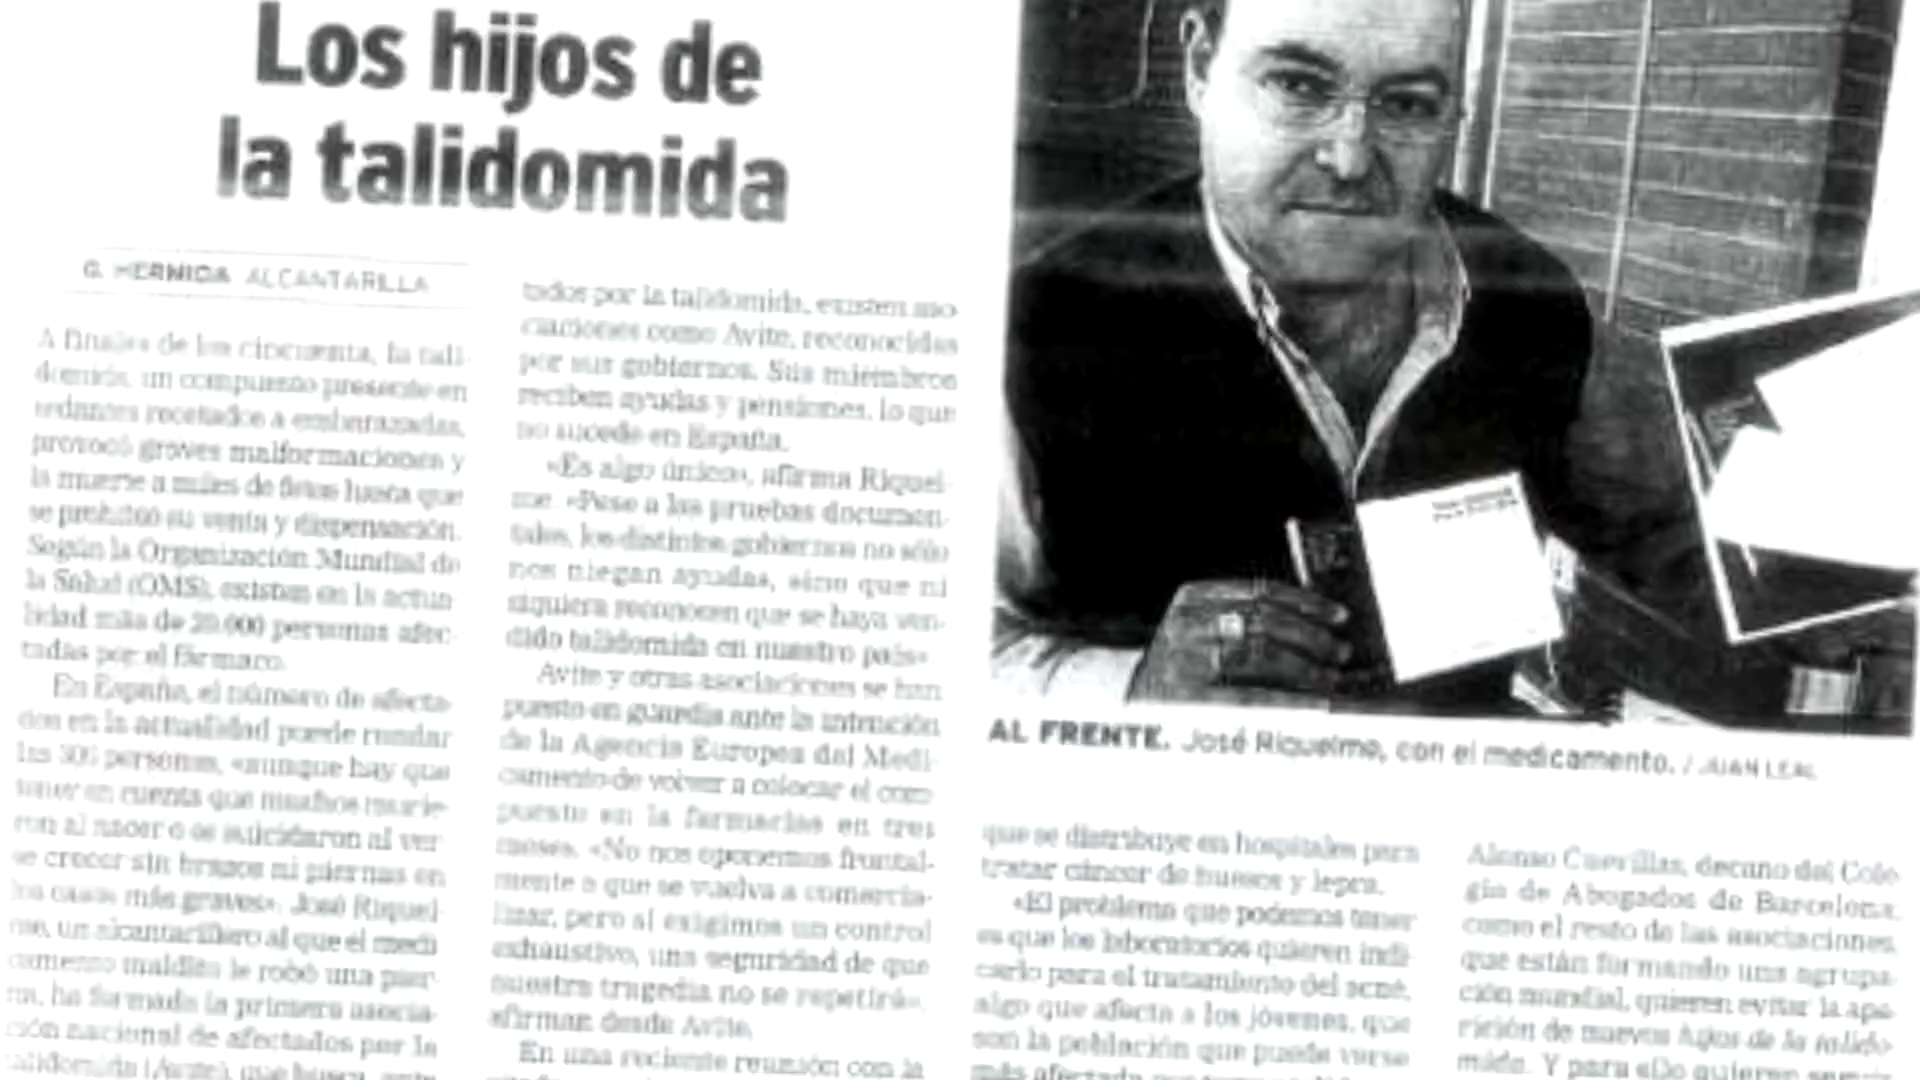 Los hijos de
la talidomida
G. HERMIDA ALCANTARILLA
A finales de los cincuenta, la tali-
domida, un compuesto presente en
sedantes recetados a embarazadas,
provocó graves malformaciones y
la muerte a miles de fetos hasta que
se prohibió su venta y dispensación.
Según la Organización Mundial de
la Salud (OMS), existen en la actua-
lidad más de 20.000 personas afec-
tadas por el fármaco.
En España, el número de afecta-
dos en la actualidad puede rondar
las personas, «aunque hay que
tener en cuenta que muchos murie-
ron al nacer o se suicidaron al ver-
se crecer sin brazos ni piernas en
los casos más graves». José Riquel-
me, un alcantarillero al que el medi-
camento maldito le robó una pier-
na, ha formado la primera asocia-
ción nacional de afectados por la
talidomida (Avite), que busca, ante
tados por la talidomida, existen aso-
ciaciones como Avite, reconocidas
por sus gobiernos. Sus miembros
reciben ayudas y pensiones, lo que
no sucede en España.
«Es algo único», afirma Riquel-
me. «Pese a las pruebas documen-
tales, los distintos gobiernos no sólo
nos niegan ayudas, sino que ni
siquiera reconocen que se haya ven-
dido talidomida en nuestro país»
Avite y otras asociaciones se han
puesto en guardia ante la intención
de la Agencia Europea del Medi-
camento de volver a colocar el com-
puesto en la farmacias en tres
meses. «No nos oponemos frontal-
mente a que se vuelva a comercia-
lizar, pero sí exigimos un control
exhaustivo, una seguridad de que
nuestra tragedia no se repetirá»,
afirman desde Avite.
En una reciente reunión con la
AL FRENTE. José Riquelme, con el medicamento. / JUAN LEAL
que se distribuye en hospitales para
tratar cáncer de huesos y lepra.
«El problema que podemos tener
es que los laboratorios quieren indi-
carlo para el tratamiento del acné,
algo que afecta a los jóvenes, que
son la población que puede verse
más afectada
Alonso Cuevillas, decano del Cole-
gio de Abogados de Barcelona,
como el resto de las asociaciones,
que están formando una agrupa-
ción mundial, quieren evitar la apa-
rición de nuevos hijos de la talido-
mida. Y para «Do quieren